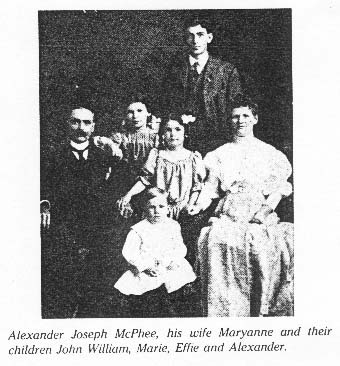 Alexander Joseph McPhee, his wife Maryanne and their
children John William, Marie, Effie and Alexander.